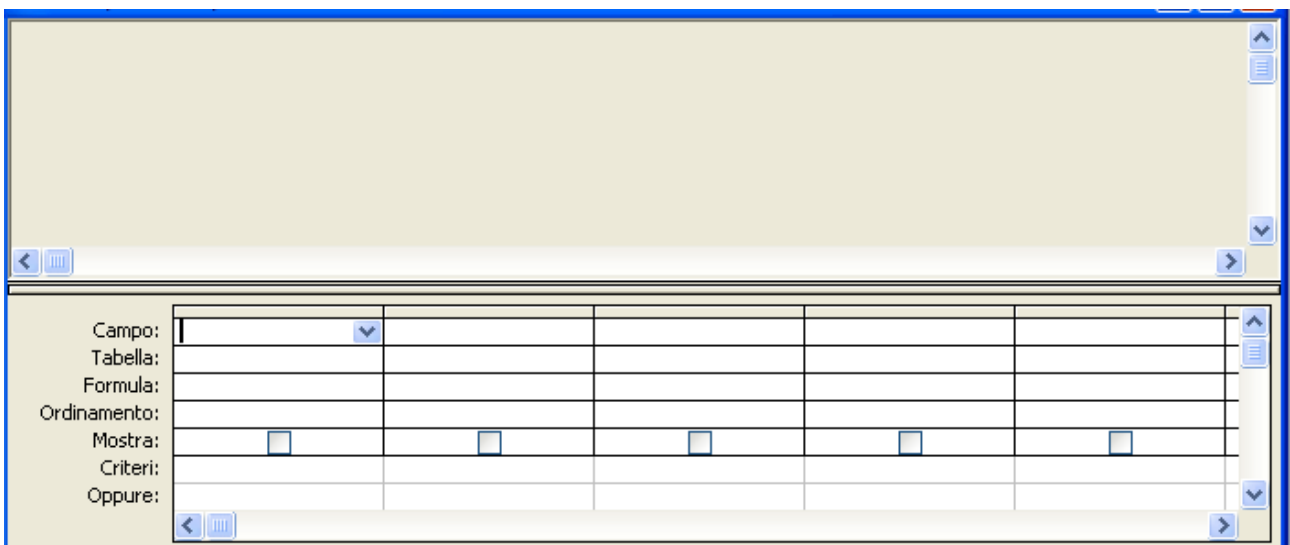 Campo:
Tabella:
Formula:
Ordinamento:
Mostra:
Criteri:
Oppure: